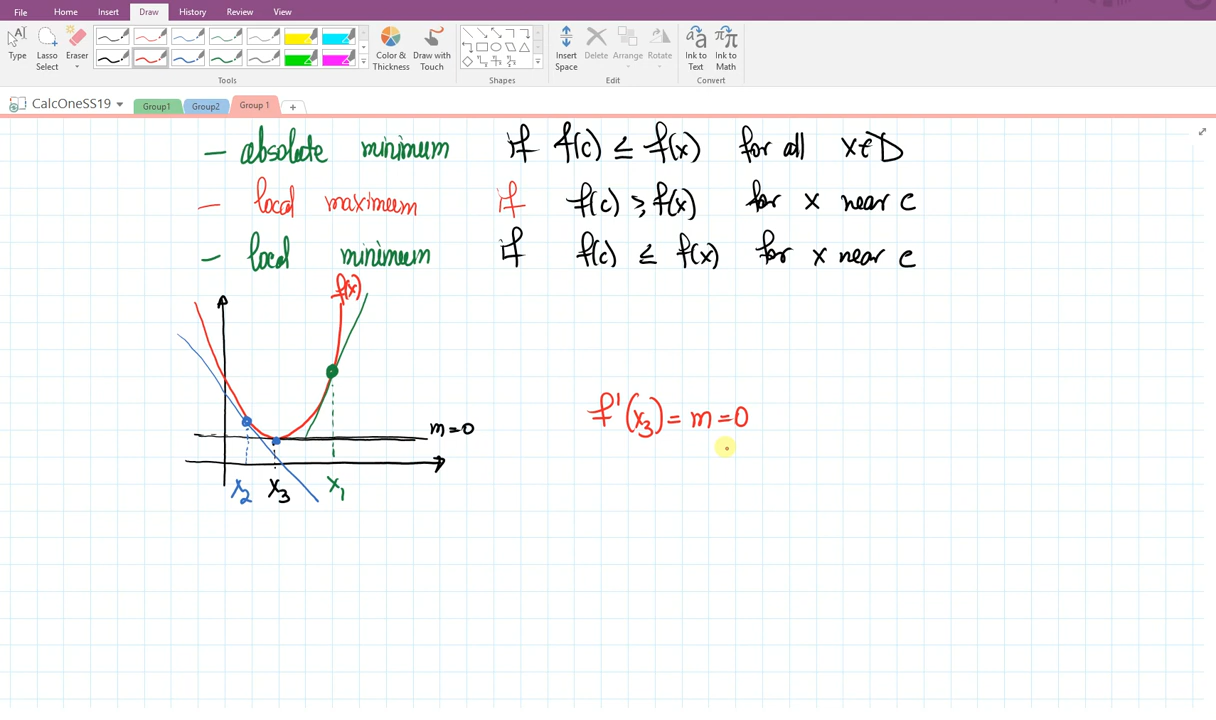 File Home Insert Draw History Review View
Type Lasso Select Eraser Color & Thickness Draw with Touch Insert Space Delete Arrange Rotate Ink to Text Ink to Math
Tools Shapes Edit Convert
CalcOneSS19 Group1 Group2 Group 1 +
- absolute minimum if f(c) ≤ f(x) for all x∈D
- local maximum if f(c) ≥ f(x) for x near c
- local minimum if f(c) ≤ f(x) for x near c
f(x)
f'(x₃) = m = 0
m=0
x₂ x₃ x₁